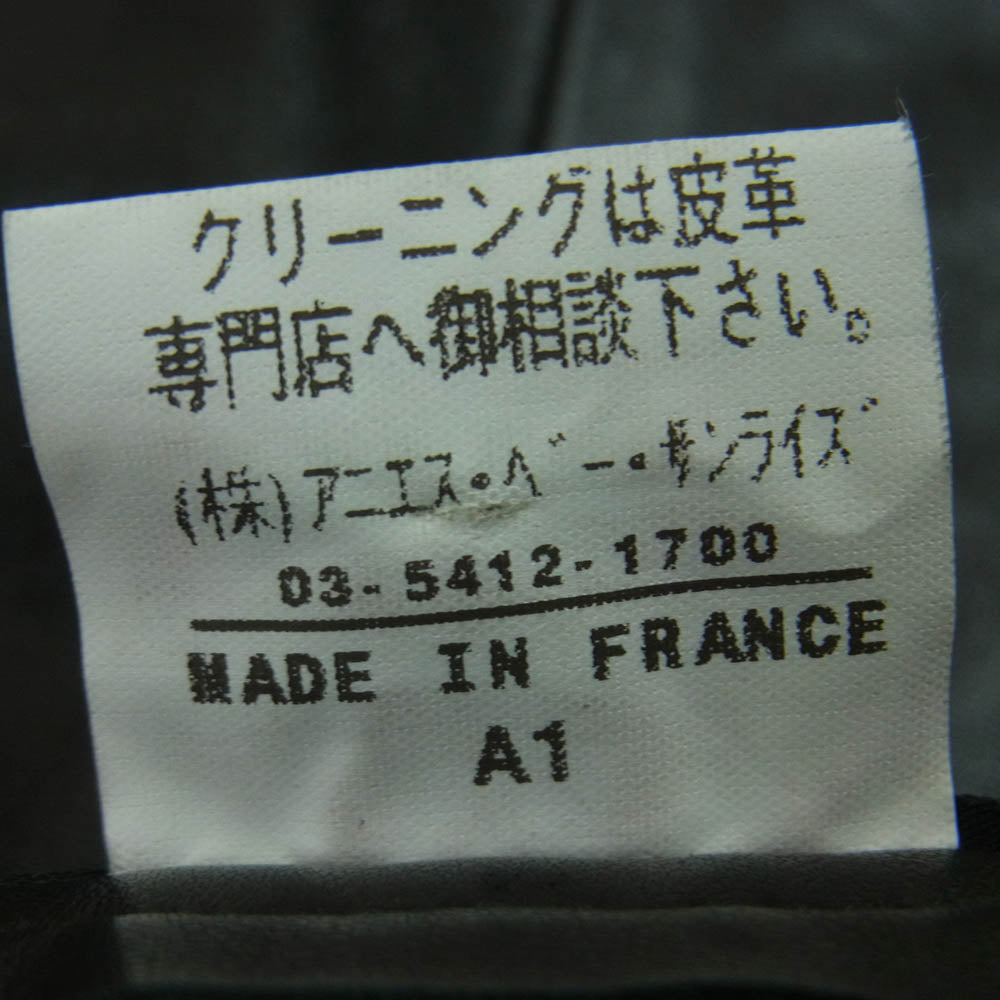 クリーニングは皮革
専門店へ御相談下さい。
(株)アニエス・ベー・サンライズ
03-5412-1700
MADE IN FRANCE
A1